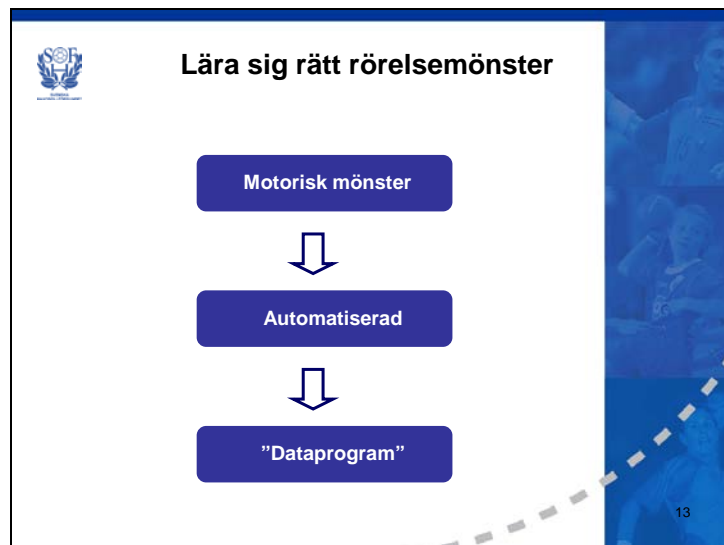 Lära sig rätt rörelsemönster
Motorisk mönster
Automatiserad
”Dataprogram”
13